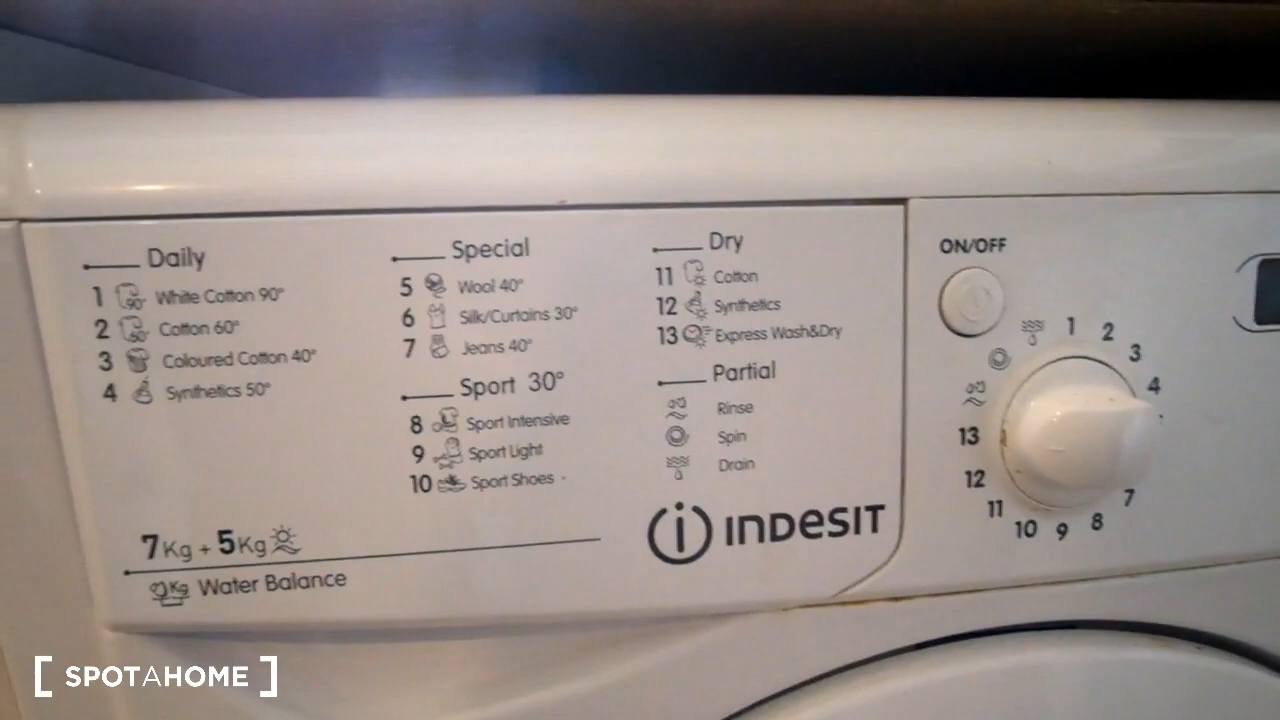 Daily
1 White Cotton 90°
2 Cotton 60°
3 Coloured Cotton 40°
4 Synthetics 50°
7Kg + 5Kg
Kg Water Balance
Special
5 Wool 40°
6 Silk/Curtains 30°
7 Jeans 40°
Sport 30°
8 Sport Intensive
9 Sport Light
10 Sport Shoes
Dry
11 Cotton
12 Synthetics
13 Express Wash&Dry
Partial
Rinse
Spin
Drain
INDESIT
ON/OFF
1
2
3
4
7
8
9
10
11
12
13
[SPOTAHOME]